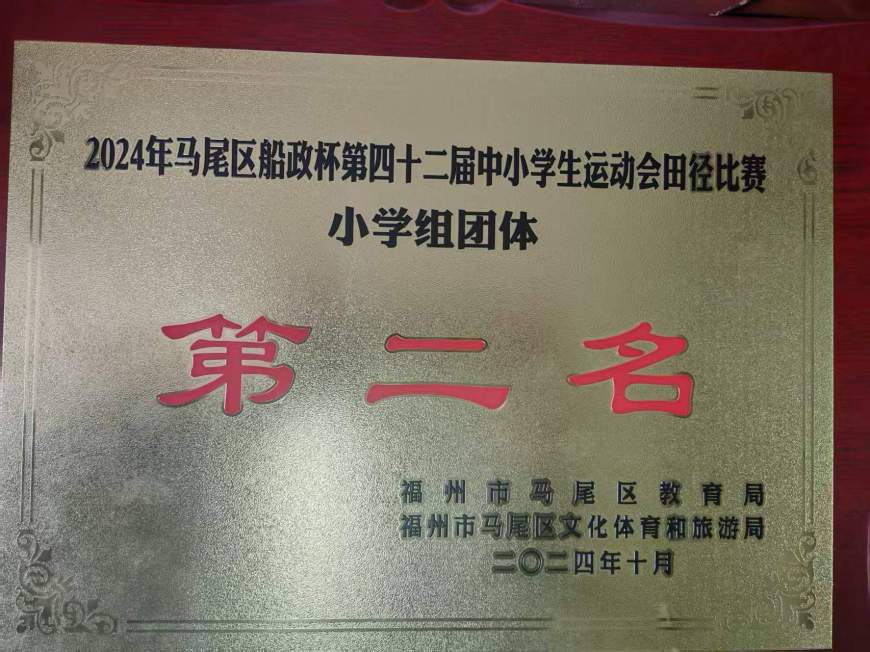 2024年马尾区船政杯第四十二届中小学生运动会田径比赛
小学组团体
第二名
福州市马尾区教育局
福州市马尾区文化体育和旅游局
二〇二四年十月